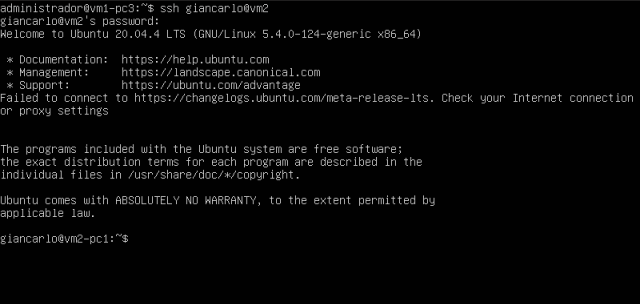 administrador@vm1-pc3:~$ ssh giancarlo@vm2
giancarlo@vm2's password:
Welcome to Ubuntu 20.04.4 LTS (GNU/Linux 5.4.0-124-generic x86_64)
* Documentation:  https://help.ubuntu.com
* Management:     https://landscape.canonical.com
* Support:        https://ubuntu.com/advantage
Failed to connect to https://changelogs.ubuntu.com/meta-release-lts. Check your Internet connection
or proxy settings
The programs included with the Ubuntu system are free software;
the exact distribution terms for each program are described in the
individual files in /usr/share/doc/*/copyright.
Ubuntu comes with ABSOLUTELY NO WARRANTY, to the extent permitted by
applicable law.
giancarlo@vm2-pc1:~$